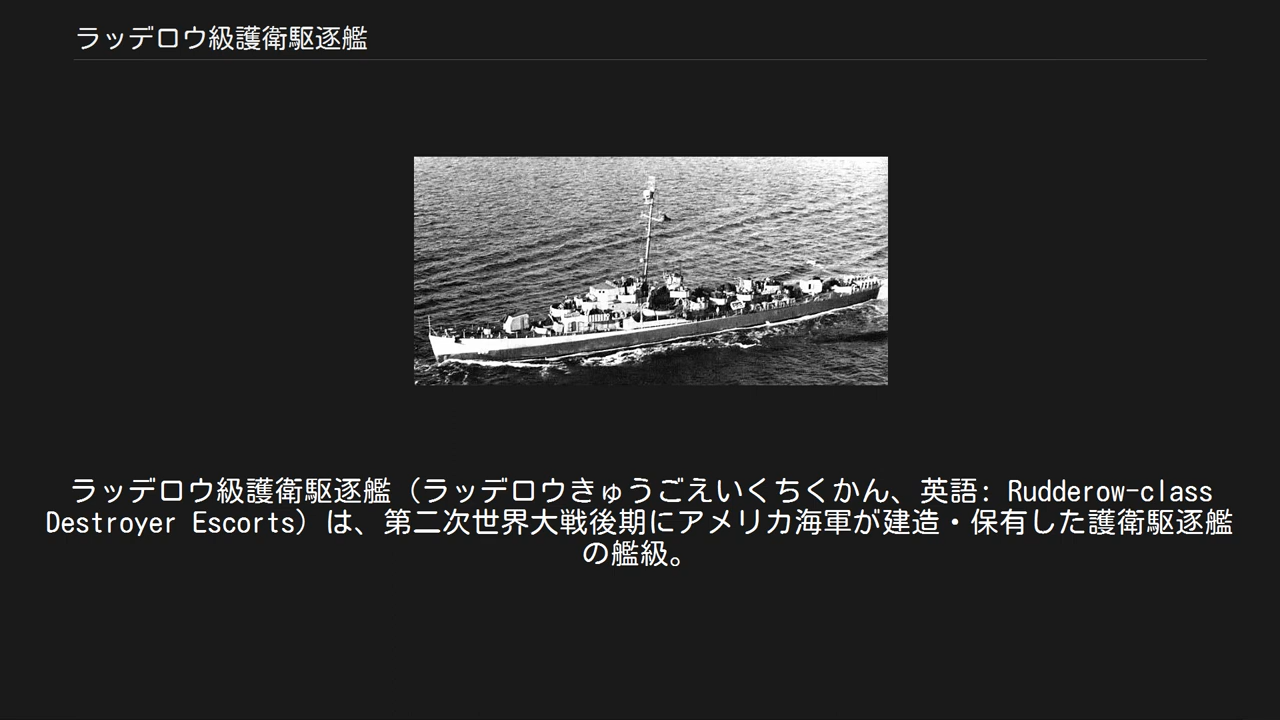 ラッデロウ級護衛駆逐艦
ラッデロウ級護衛駆逐艦（ラッデロウきゅうごえいくちくかん、英語: Rudderow-class
Destroyer Escorts）は、第二次世界大戦後期にアメリカ海軍が建造・保有した護衛駆逐艦
の艦級。